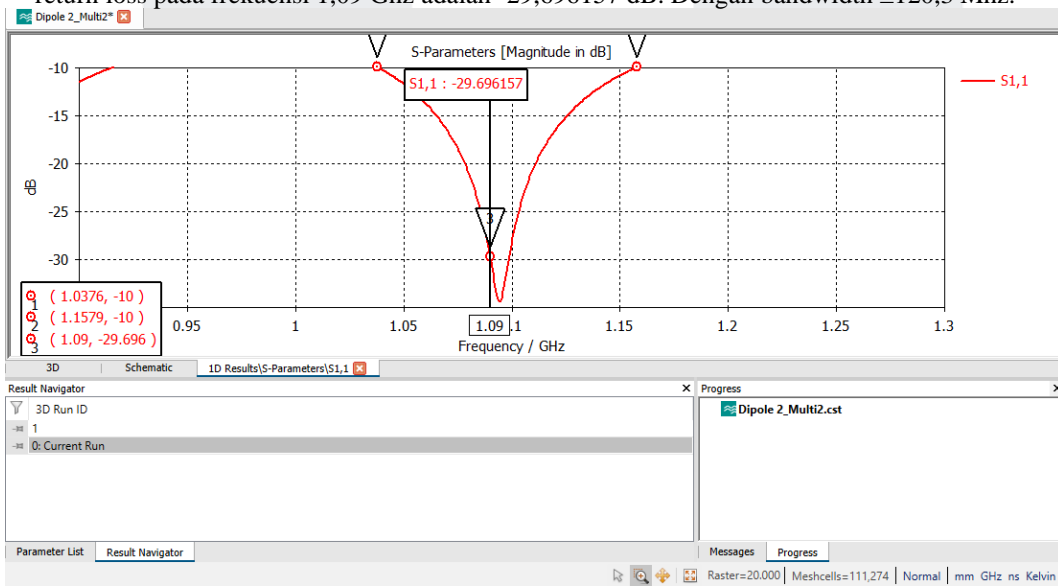 return loss pada frekuensi 1,09 Ghz adalah -29,696157 dB. Dengan bandwidth ±120,3 Mhz.
Dipole 2_Multi2*
S-Parameters [Magnitude in dB]
S1,1 : -29.696157
S1,1
-10
-15
-20
-25
-30
dB
3
1 ( 1.0376, -10 )
2 ( 1.1579, -10 )
3 ( 1.09, -29.696 )
0.95 1 1.05 1.09 1.1 1.15 1.2 1.25 1.3
Frequency / GHz
3D Schematic 1D Results\S-Parameters\S1,1
Result Navigator
3D Run ID
1
0: Current Run
Parameter List Result Navigator
Progress
Dipole 2_Multi2.cst
Messages Progress
Raster=20.000 Meshcells=111,274 Normal mm GHz ns Kelvin